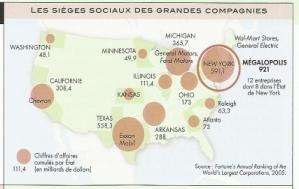 LES SIÈGES SOCIAUX DES GRANDES COMPAGNIES
WASHINGTON
48,1
MINNESOTA
49,9
MICHIGAN
365,7
General Motors,
Ford Motors
Wal-Mart Stores,
General Electric
NEW YORK
591,1
MÉGALOPOLIS
921
12 entreprises
dont 8 dans l'État
de New York
CALIFORNIE
308,4
Chevron
ILLINOIS
111,4
KANSAS
OHIO
173
Raleigh
63,3
TEXAS
558,3
Exxon
Mobil
ARKANSAS
288
Atlanta
73
Chiffres d'affaires
cumulés par État
(en milliards de dollars)
111,4
Source : Fortune's Annual Ranking of the
World's Largest Corporations, 2005.